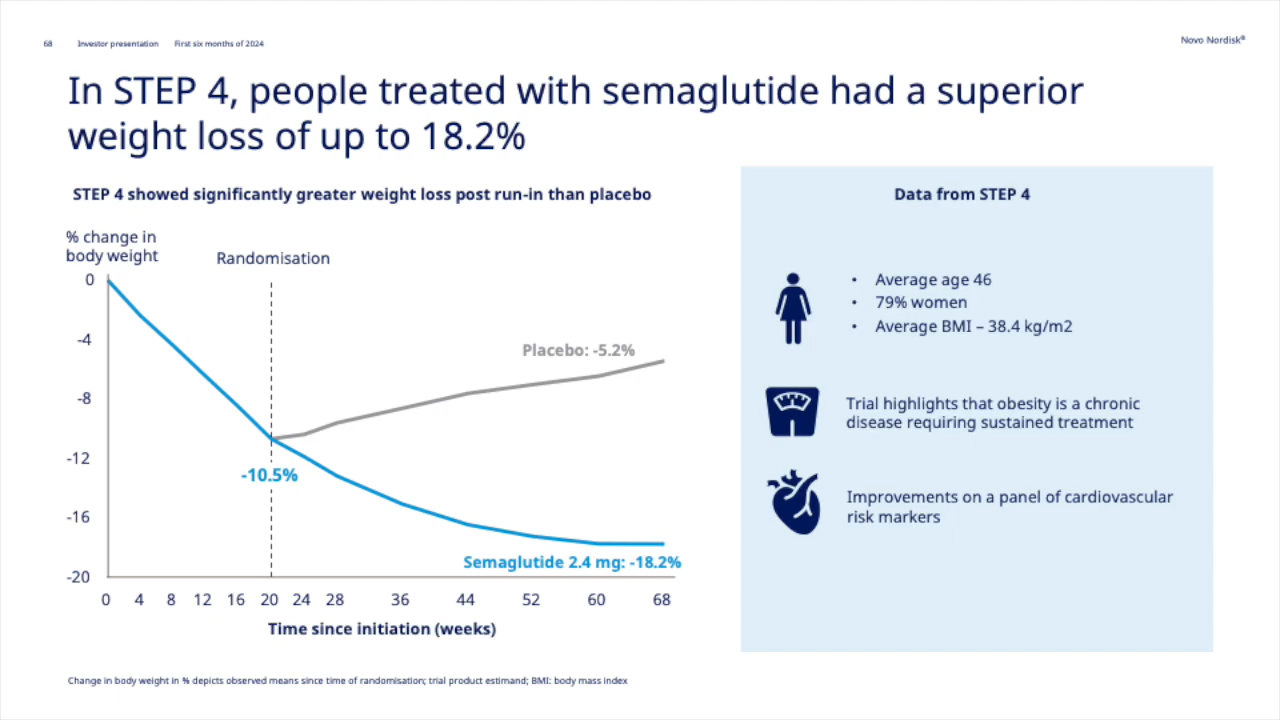 68 Investor presentation First six months of 2024
Novo Nordisk®
In STEP 4, people treated with semaglutide had a superior
weight loss of up to 18.2%
STEP 4 showed significantly greater weight loss post run-in than placebo
% change in
body weight
Randomisation
0
-4
-8
-12
-16
-20
Placebo: -5.2%
-10.5%
Semaglutide 2.4 mg: -18.2%
0 4 8 12 16 20 24 28 36 44 52 60 68
Time since initiation (weeks)
Data from STEP 4
• Average age 46
• 79% women
• Average BMI – 38.4 kg/m2
Trial highlights that obesity is a chronic
disease requiring sustained treatment
Improvements on a panel of cardiovascular
risk markers
Change in body weight in % depicts observed means since time of randomisation; trial product estimand; BMI: body mass index